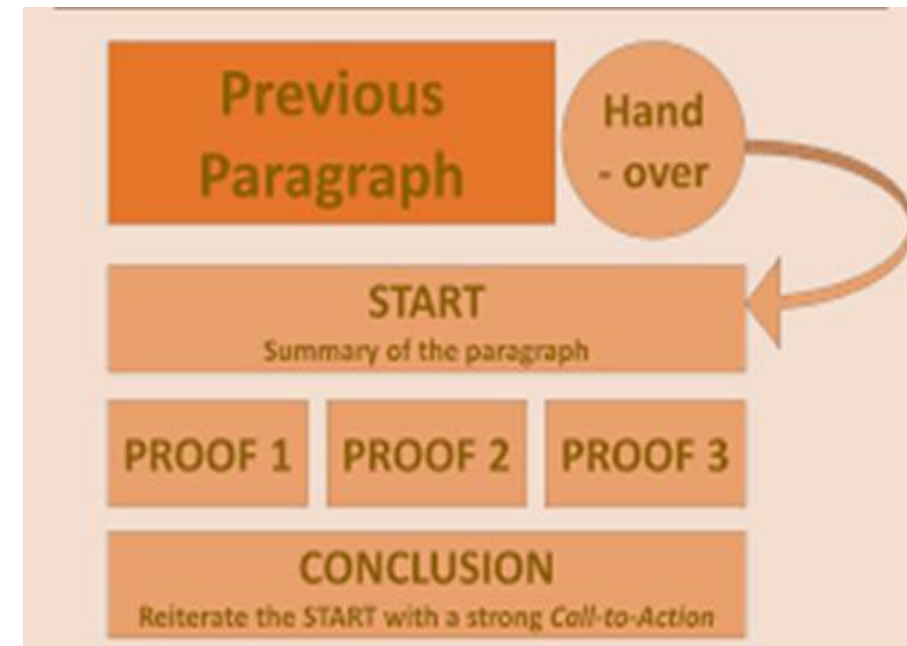 Previous
Paragraph
Hand
- over
START
Summary of the paragraph
PROOF 1
PROOF 2
PROOF 3
CONCLUSION
Reiterate the START with a strong Call-to-Action